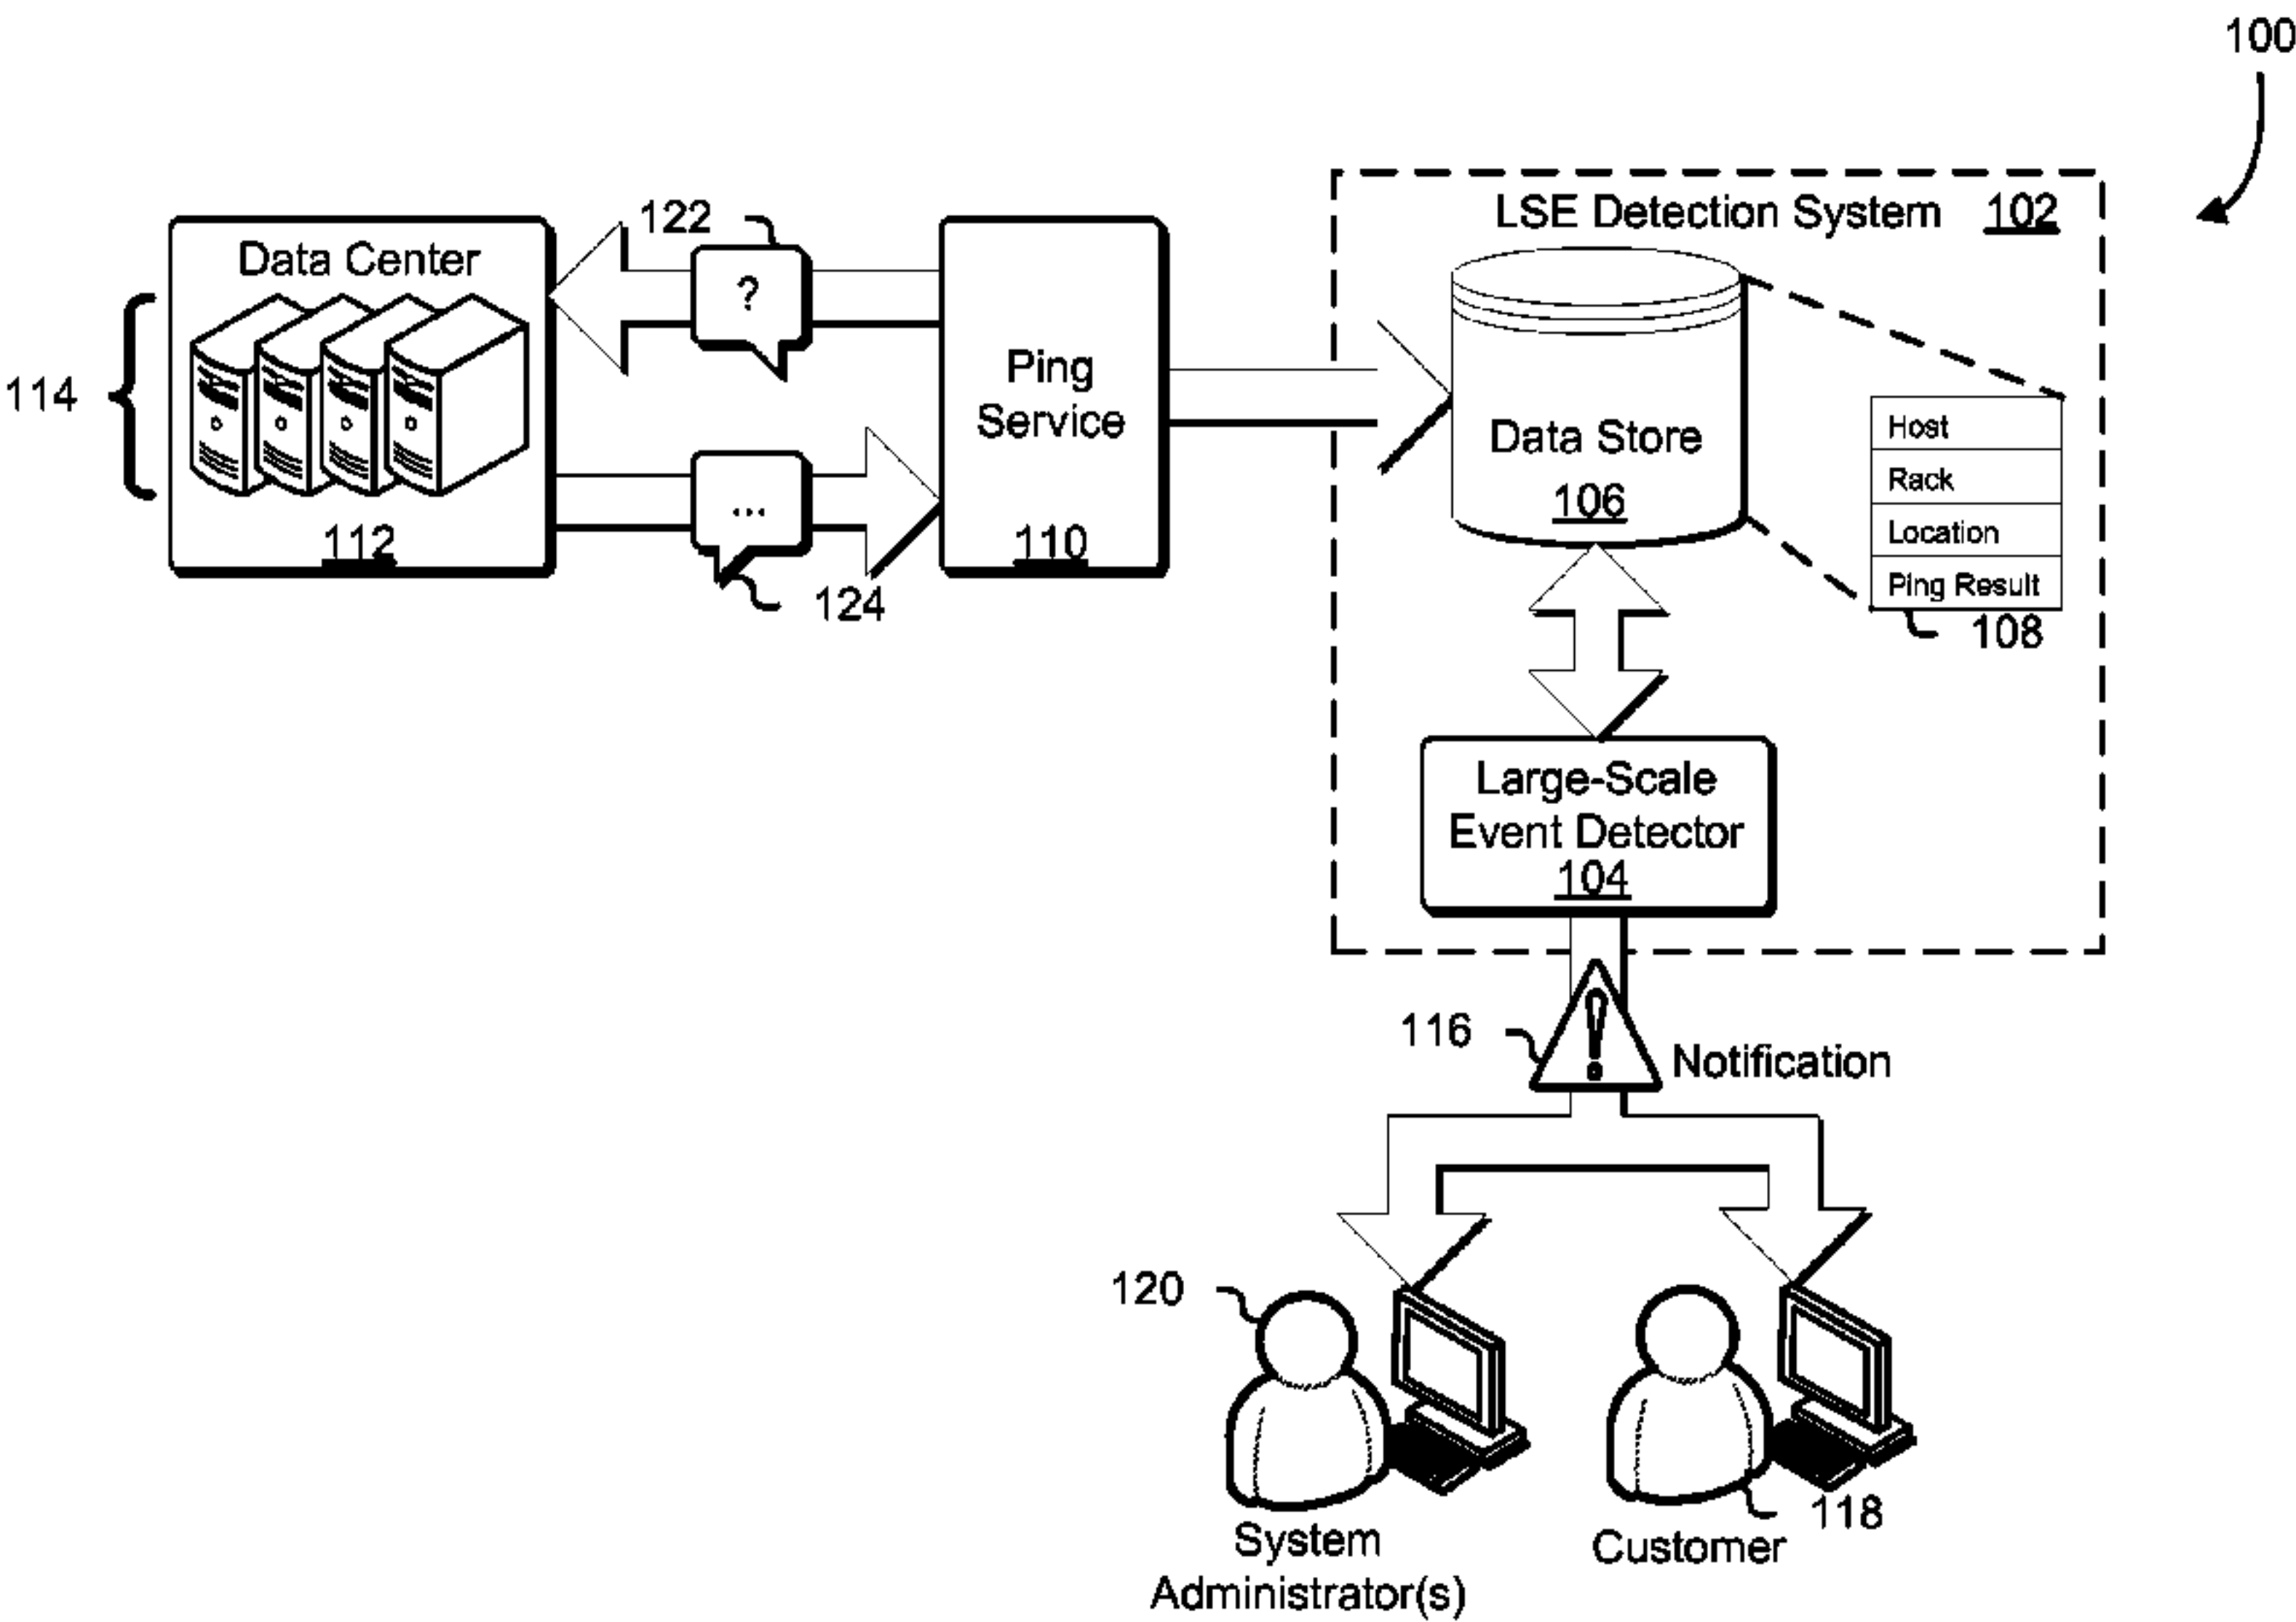 100
LSE Detection System 102
122
Data Center
?
Ping
Service
114
Host
Rack
Location
Ping Result
Data Store
106
...
112
110
124
108
Large-Scale
Event Detector
104
116
Notification
120
118
System
Administrator(s)
Customer